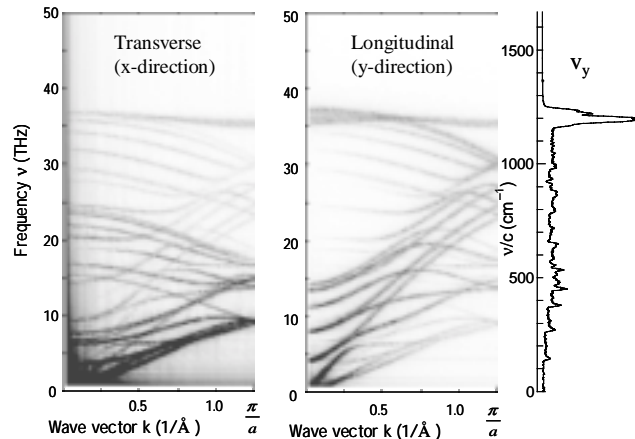 50
40
30
20
10
0
Frequency ν (THz)
Transverse
(x-direction)
0.5
1.0
π/a
Wave vector k (1/Å)
50
40
30
20
10
0
Longitudinal
(y-direction)
0.5
1.0
π/a
Wave vector k (1/Å)
1500
1000
500
0
ν/c (cm⁻¹)
v_y